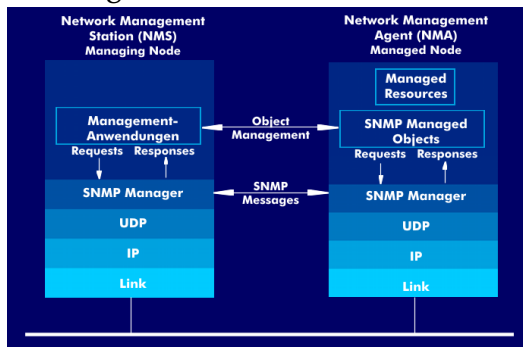 Network Management
Station (NMS)
Managing Node
Management-
Anwendungen
Requests Responses
SNMP Manager
UDP
IP
Link
Object
Management
SNMP
Messages
Network Management
Agent (NMA)
Managed Node
Managed
Resources
SNMP Managed
Objects
Requests Responses
SNMP Manager
UDP
IP
Link